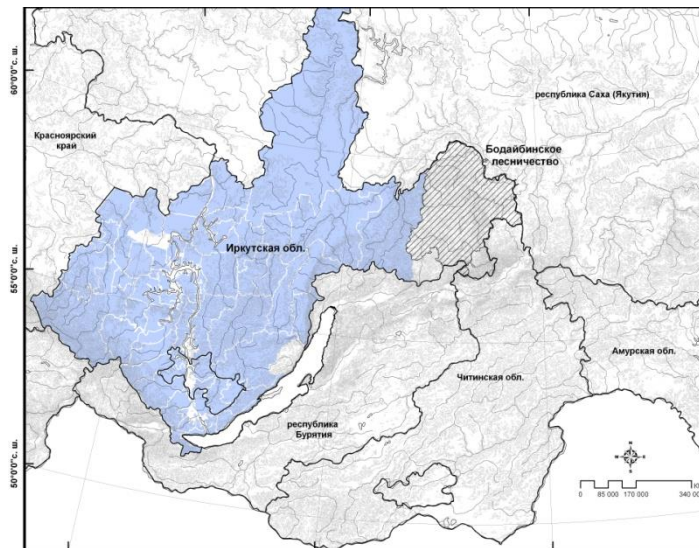 60°0'0"с. ш.
республика Саха (Якутия)
Красноярский
край
Бодайбинское
лесничество
Иркутская обл.
55°0'0"с. ш.
Амурская обл.
Читинская обл.
республика
Бурятия
50°0'0"с. ш.
0 85 000 170 000 340 0